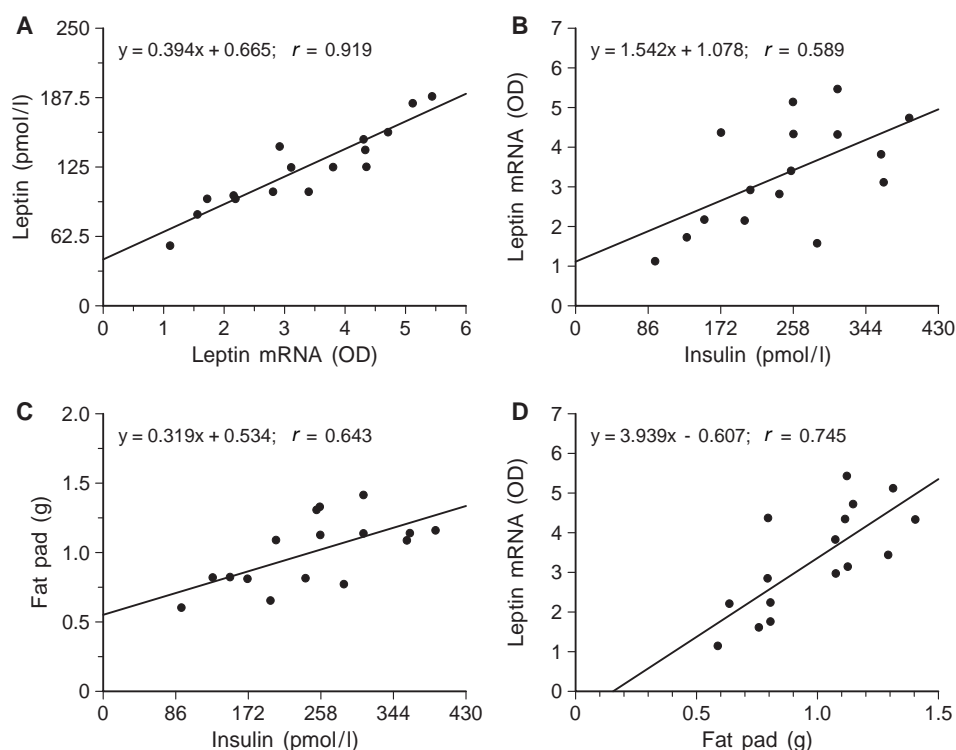 A
y = 0.394x + 0.665; r = 0.919
250
187.5
125
62.5
0
Leptin (pmol/l)
0 1 2 3 4 5 6
Leptin mRNA (OD)
B
y = 1.542x + 1.078; r = 0.589
7
6
5
4
3
2
1
0
Leptin mRNA (OD)
0 86 172 258 344 430
Insulin (pmol/l)
C
y = 0.319x + 0.534; r = 0.643
2.0
1.5
1.0
0.5
0
Fat pad (g)
0 86 172 258 344 430
Insulin (pmol/l)
D
y = 3.939x - 0.607; r = 0.745
7
6
5
4
3
2
1
0
Leptin mRNA (OD)
0 0.5 1.0 1.5
Fat pad (g)